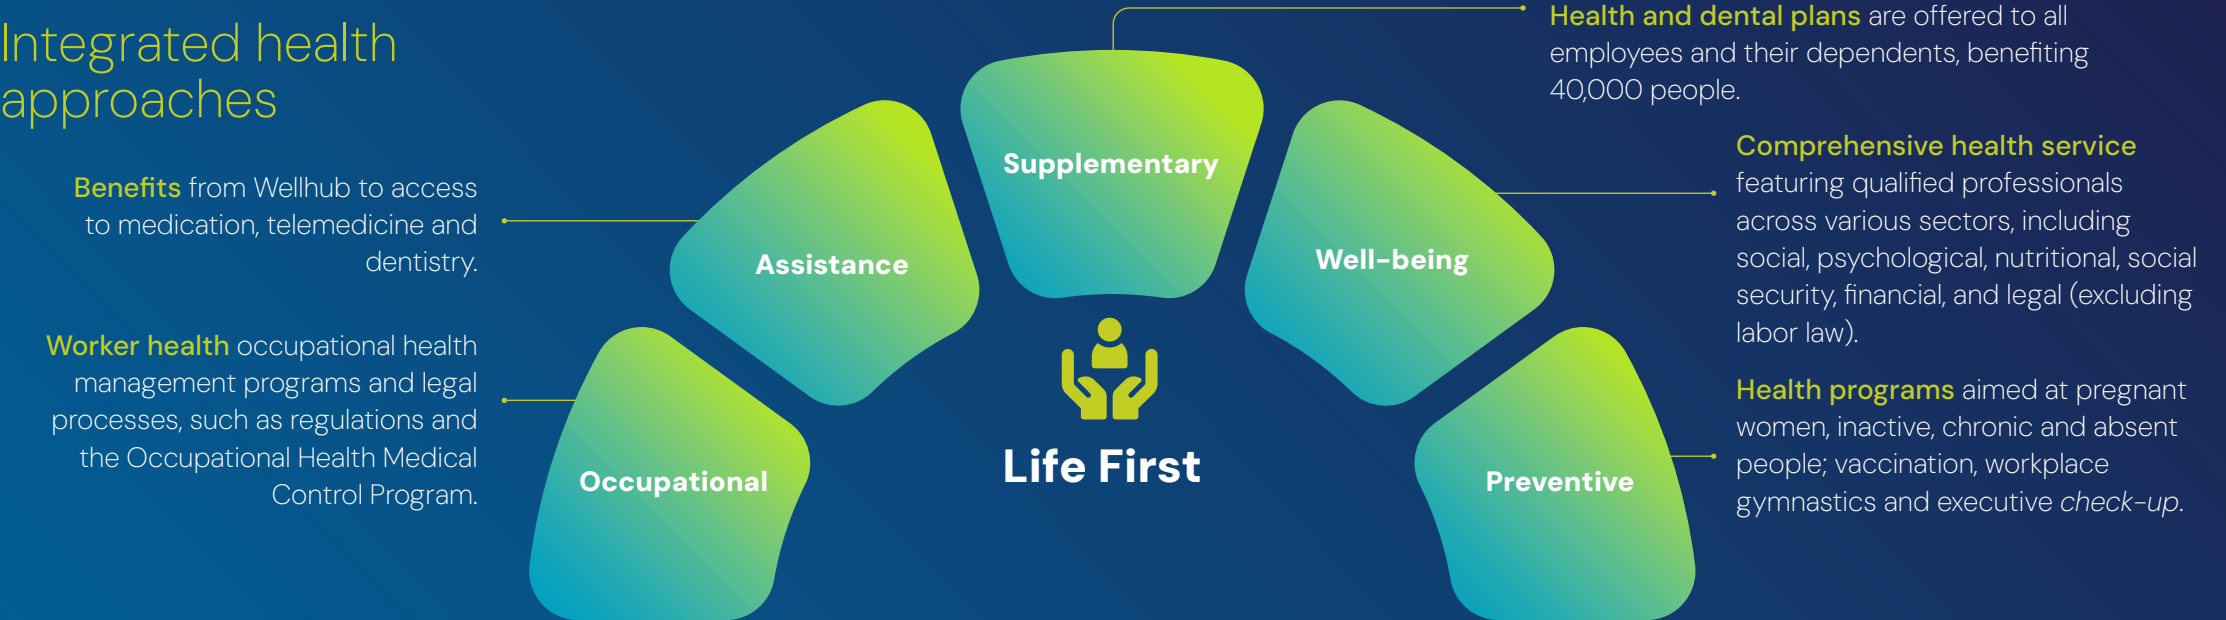 Integrated health
approaches
Benefits from Wellhub to access
to medication, telemedicine and
dentistry.
Worker health occupational health
management programs and legal
processes, such as regulations and
the Occupational Health Medical
Control Program.
Occupational
Assistance
Supplementary
Well-being
Preventive
Life First
Health and dental plans are offered to all
employees and their dependents, benefiting
40,000 people.
Comprehensive health service
featuring qualified professionals
across various sectors, including
social, psychological, nutritional, social
security, financial, and legal (excluding
labor law).
Health programs aimed at pregnant
women, inactive, chronic and absent
people; vaccination, workplace
gymnastics and executive check-up.